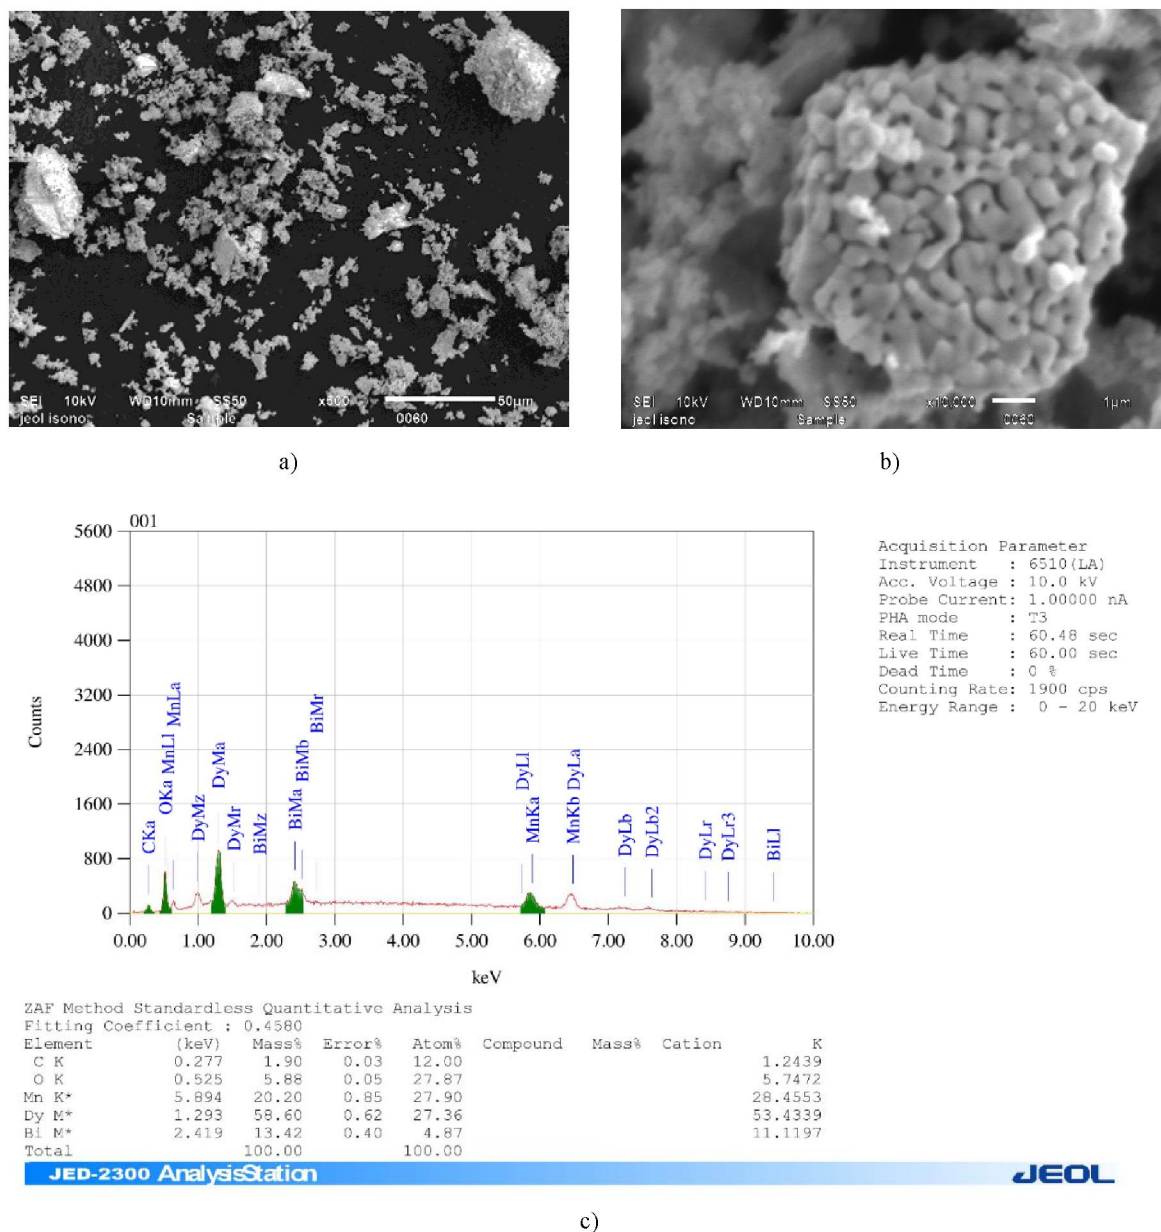 SEI 10kV WD10mm SS50 x500 50µm
jeol isono Sample 0060
SEI 10kV WD10mm SS50 x10,000 1µm
jeol isono Sample 0060
a)
b)
001
5600
4800
4000
3200
2400
1600
800
0
Counts
CKa
OKa MnLl
MnLa
DyMz
DyMa
DyMr
BiMz
BiMa
BiMb
BiMr
DyLl
MnKa
MnKb DyLa
DyLb
DyLb2
DyLr
DyLr3
BiLl
0.00 1.00 2.00 3.00 4.00 5.00 6.00 7.00 8.00 9.00 10.00
keV
Acquisition Parameter
Instrument : 6510(LA)
Acc. Voltage : 10.0 kV
Probe Current: 1.00000 nA
PHA mode : T3
Real Time : 60.48 sec
Live Time : 60.00 sec
Dead Time : 0 %
Counting Rate: 1900 cps
Energy Range : 0 - 20 keV
ZAF Method Standardless Quantitative Analysis
Fitting Coefficient : 0.4580
Element (keV) Mass% Error% Atom% Compound Mass% Cation K
C K 0.277 1.90 0.03 12.00 1.2439
O K 0.525 5.88 0.05 27.87 5.7472
Mn K* 5.894 20.20 0.85 27.90 28.4553
Dy M* 1.293 58.60 0.62 27.36 53.4339
Bi M* 2.419 13.42 0.40 4.87 11.1197
Total 100.00 100.00
JED-2300 AnalysisStation JEOL
c)